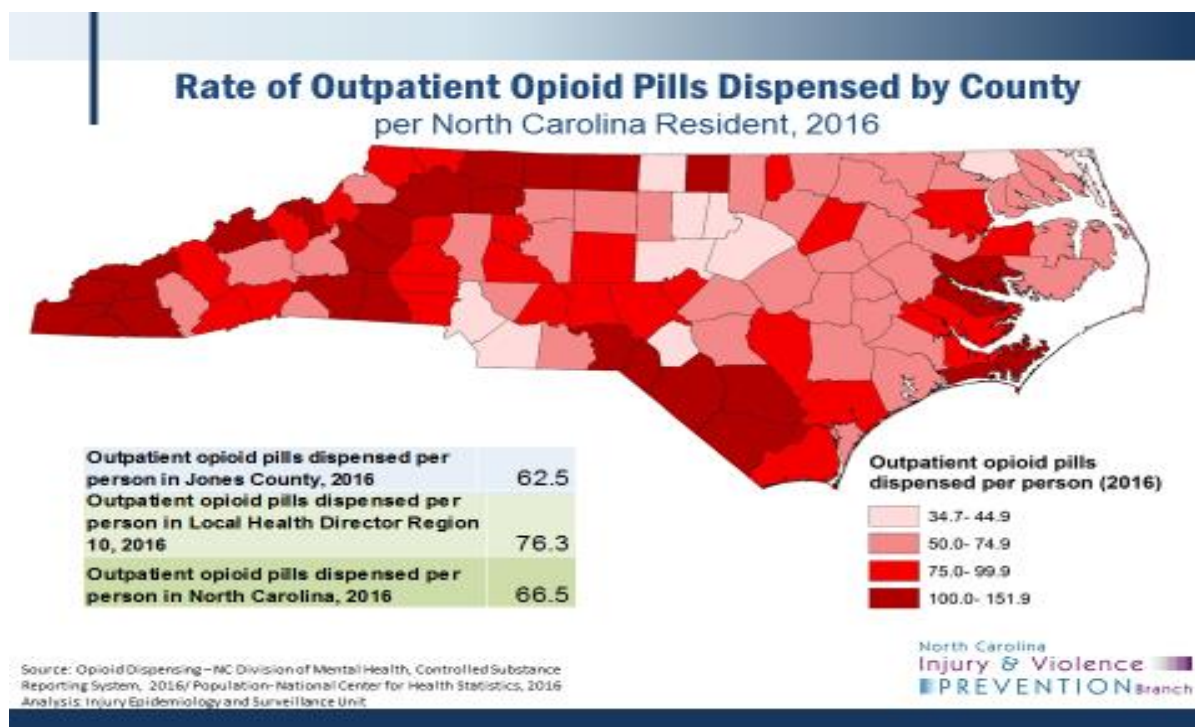 Rate of Outpatient Opioid Pills Dispensed by County
per North Carolina Resident, 2016
Outpatient opioid pills dispensed per
person in Jones County, 2016
62.5
Outpatient opioid pills dispensed per
person in Local Health Director Region
10, 2016
76.3
Outpatient opioid pills dispensed per
person in North Carolina, 2016
66.5
Outpatient opioid pills
dispensed per person (2016)
34.7- 44.9
50.0- 74.9
75.0- 99.9
100.0- 151.9
Source: Opioid Dispensing – NC Division of Mental Health, Controlled Substance
Reporting System, 2016/ Population- National Center for Health Statistics, 2016
Analysis: Injury Epidemiology and Surveillance Unit
North Carolina
Injury & Violence
PREVENTION Branch